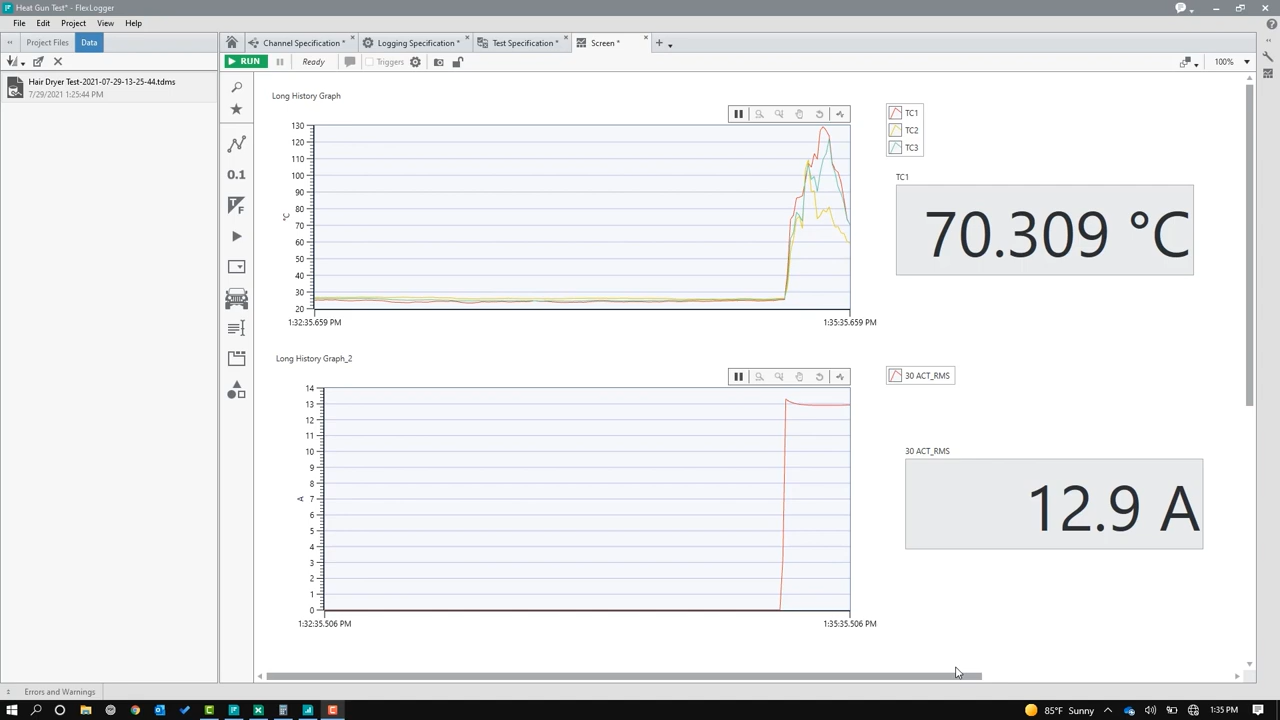 Heat Gun Test* - FlexLogger
File Edit Project View Help
Project Files Data
Channel Specification * Logging Specification * Test Specification * Screen *
RUN Ready Triggers 100%
Hair Dryer Test-2021-07-29-13-25-44.tdms
7/29/2021 1:25:44 PM
0.1
Long History Graph
130
120
110
100
90
80
70
60
50
40
30
20
°C
1:32:35.659 PM 1:35:35.659 PM
TC1
TC2
TC3
TC1
70.309 °C
Long History Graph_2
14
13
12
11
10
9
8
7
6
5
4
3
2
1
0
A
1:32:35.506 PM 1:35:35.506 PM
30 ACT_RMS
30 ACT_RMS
12.9 A
Errors and Warnings
85°F Sunny 1:35 PM